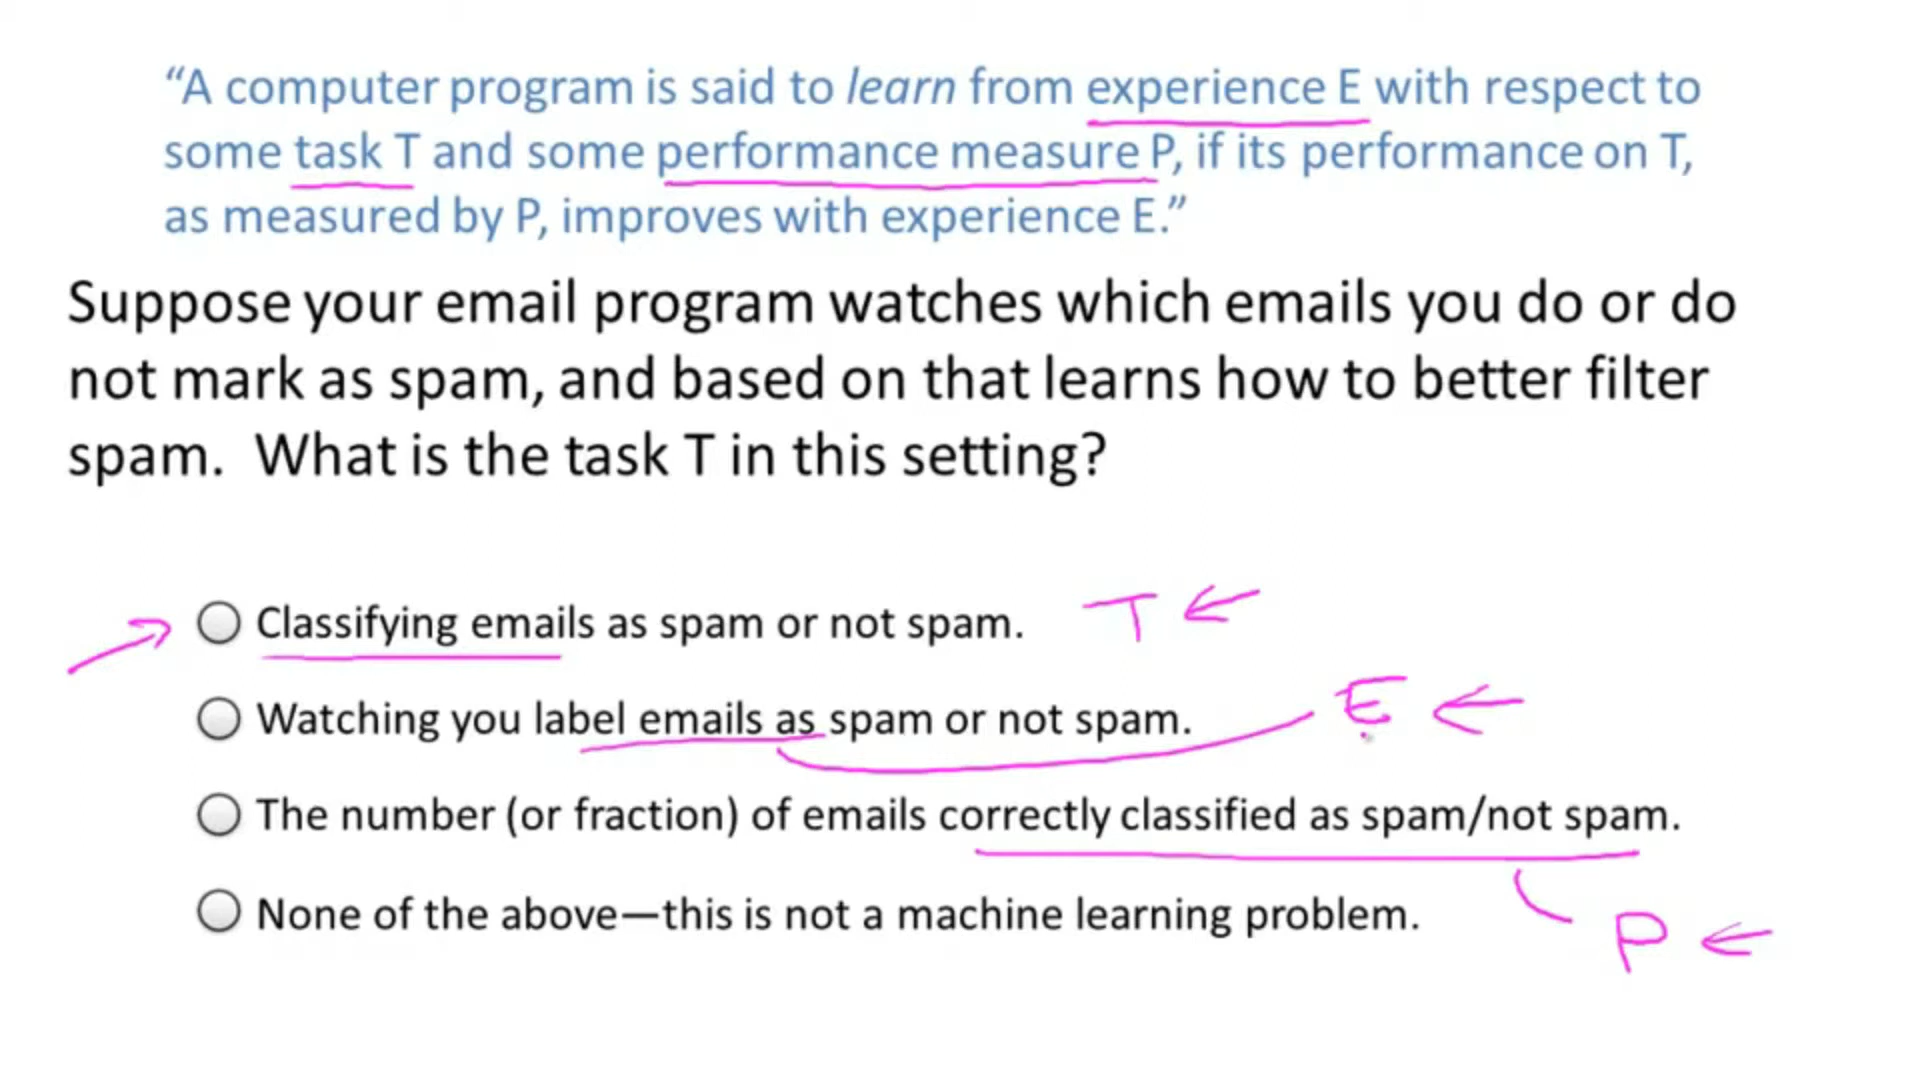 “A computer program is said to learn from experience E with respect to
some task T and some performance measure P, if its performance on T,
as measured by P, improves with experience E.”
Suppose your email program watches which emails you do or do
not mark as spam, and based on that learns how to better filter
spam.  What is the task T in this setting?
Classifying emails as spam or not spam. T ←
Watching you label emails as spam or not spam. E ←
The number (or fraction) of emails correctly classified as spam/not spam.
None of the above—this is not a machine learning problem. P ←